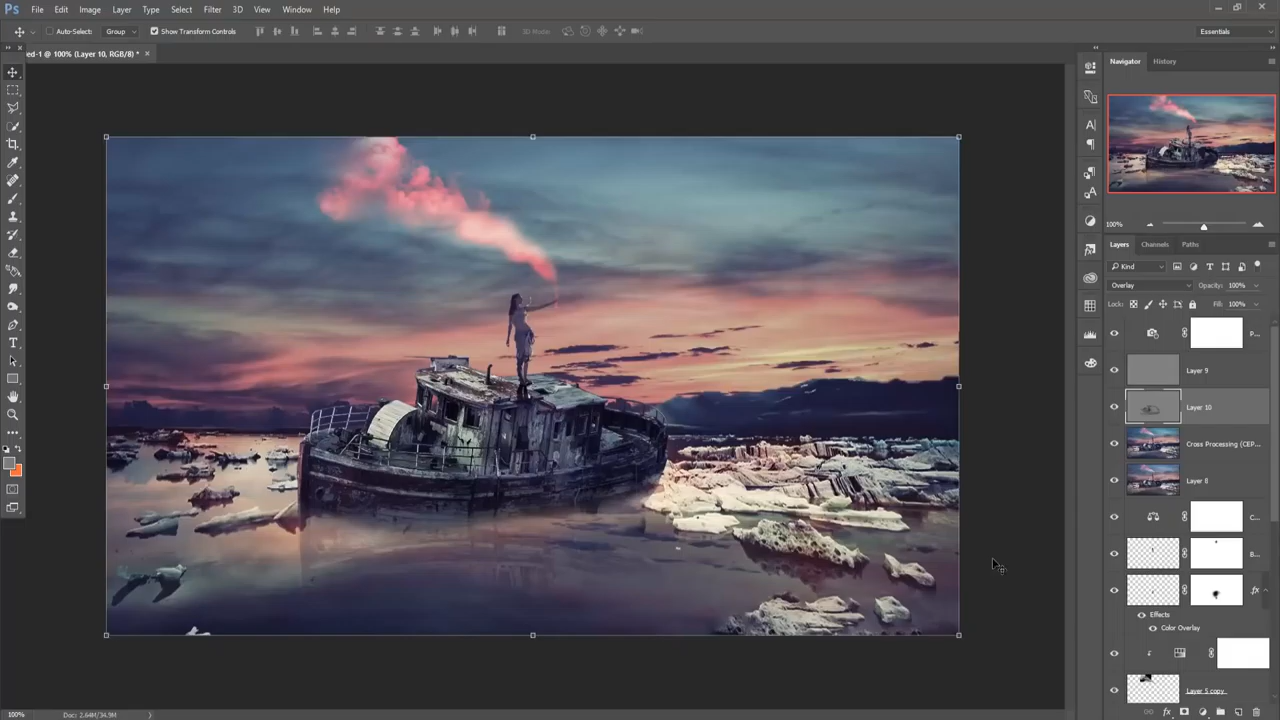 Ps File Edit Image Layer Type Select Filter 3D View Window Help
Auto-Select: Group Show Transform Controls 3D Mode: Essentials
ed-1 @ 100% (Layer 10, RGB/8) * ×
Navigator History
100%
Layers Channels Paths
Kind
Overlay Opacity: 100%
Lock: Fill: 100%
P...
Layer 9
Layer 10
Cross Processing (CEP...
Layer 8
C...
B...
fx
Effects
Color Overlay
Layer 5 copy
100% Doc: 2.64M/34.9M